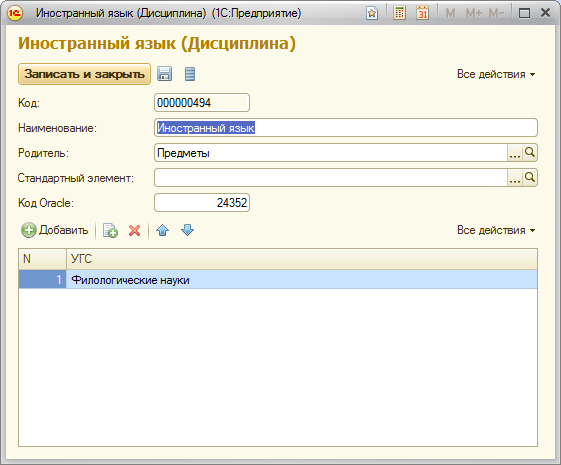 Иностранный язык (Дисциплина) (1С:Предприятие)
M M+ M-
31
Иностранный язык (Дисциплина)
Записать и закрыть
Все действия
Код: 000000494
Наименование: Иностранный язык
Родитель: Предметы ...
Стандартный элемент: ...
Код Oracle: 24352
Добавить
Все действия
N УГС
1 Филологические науки